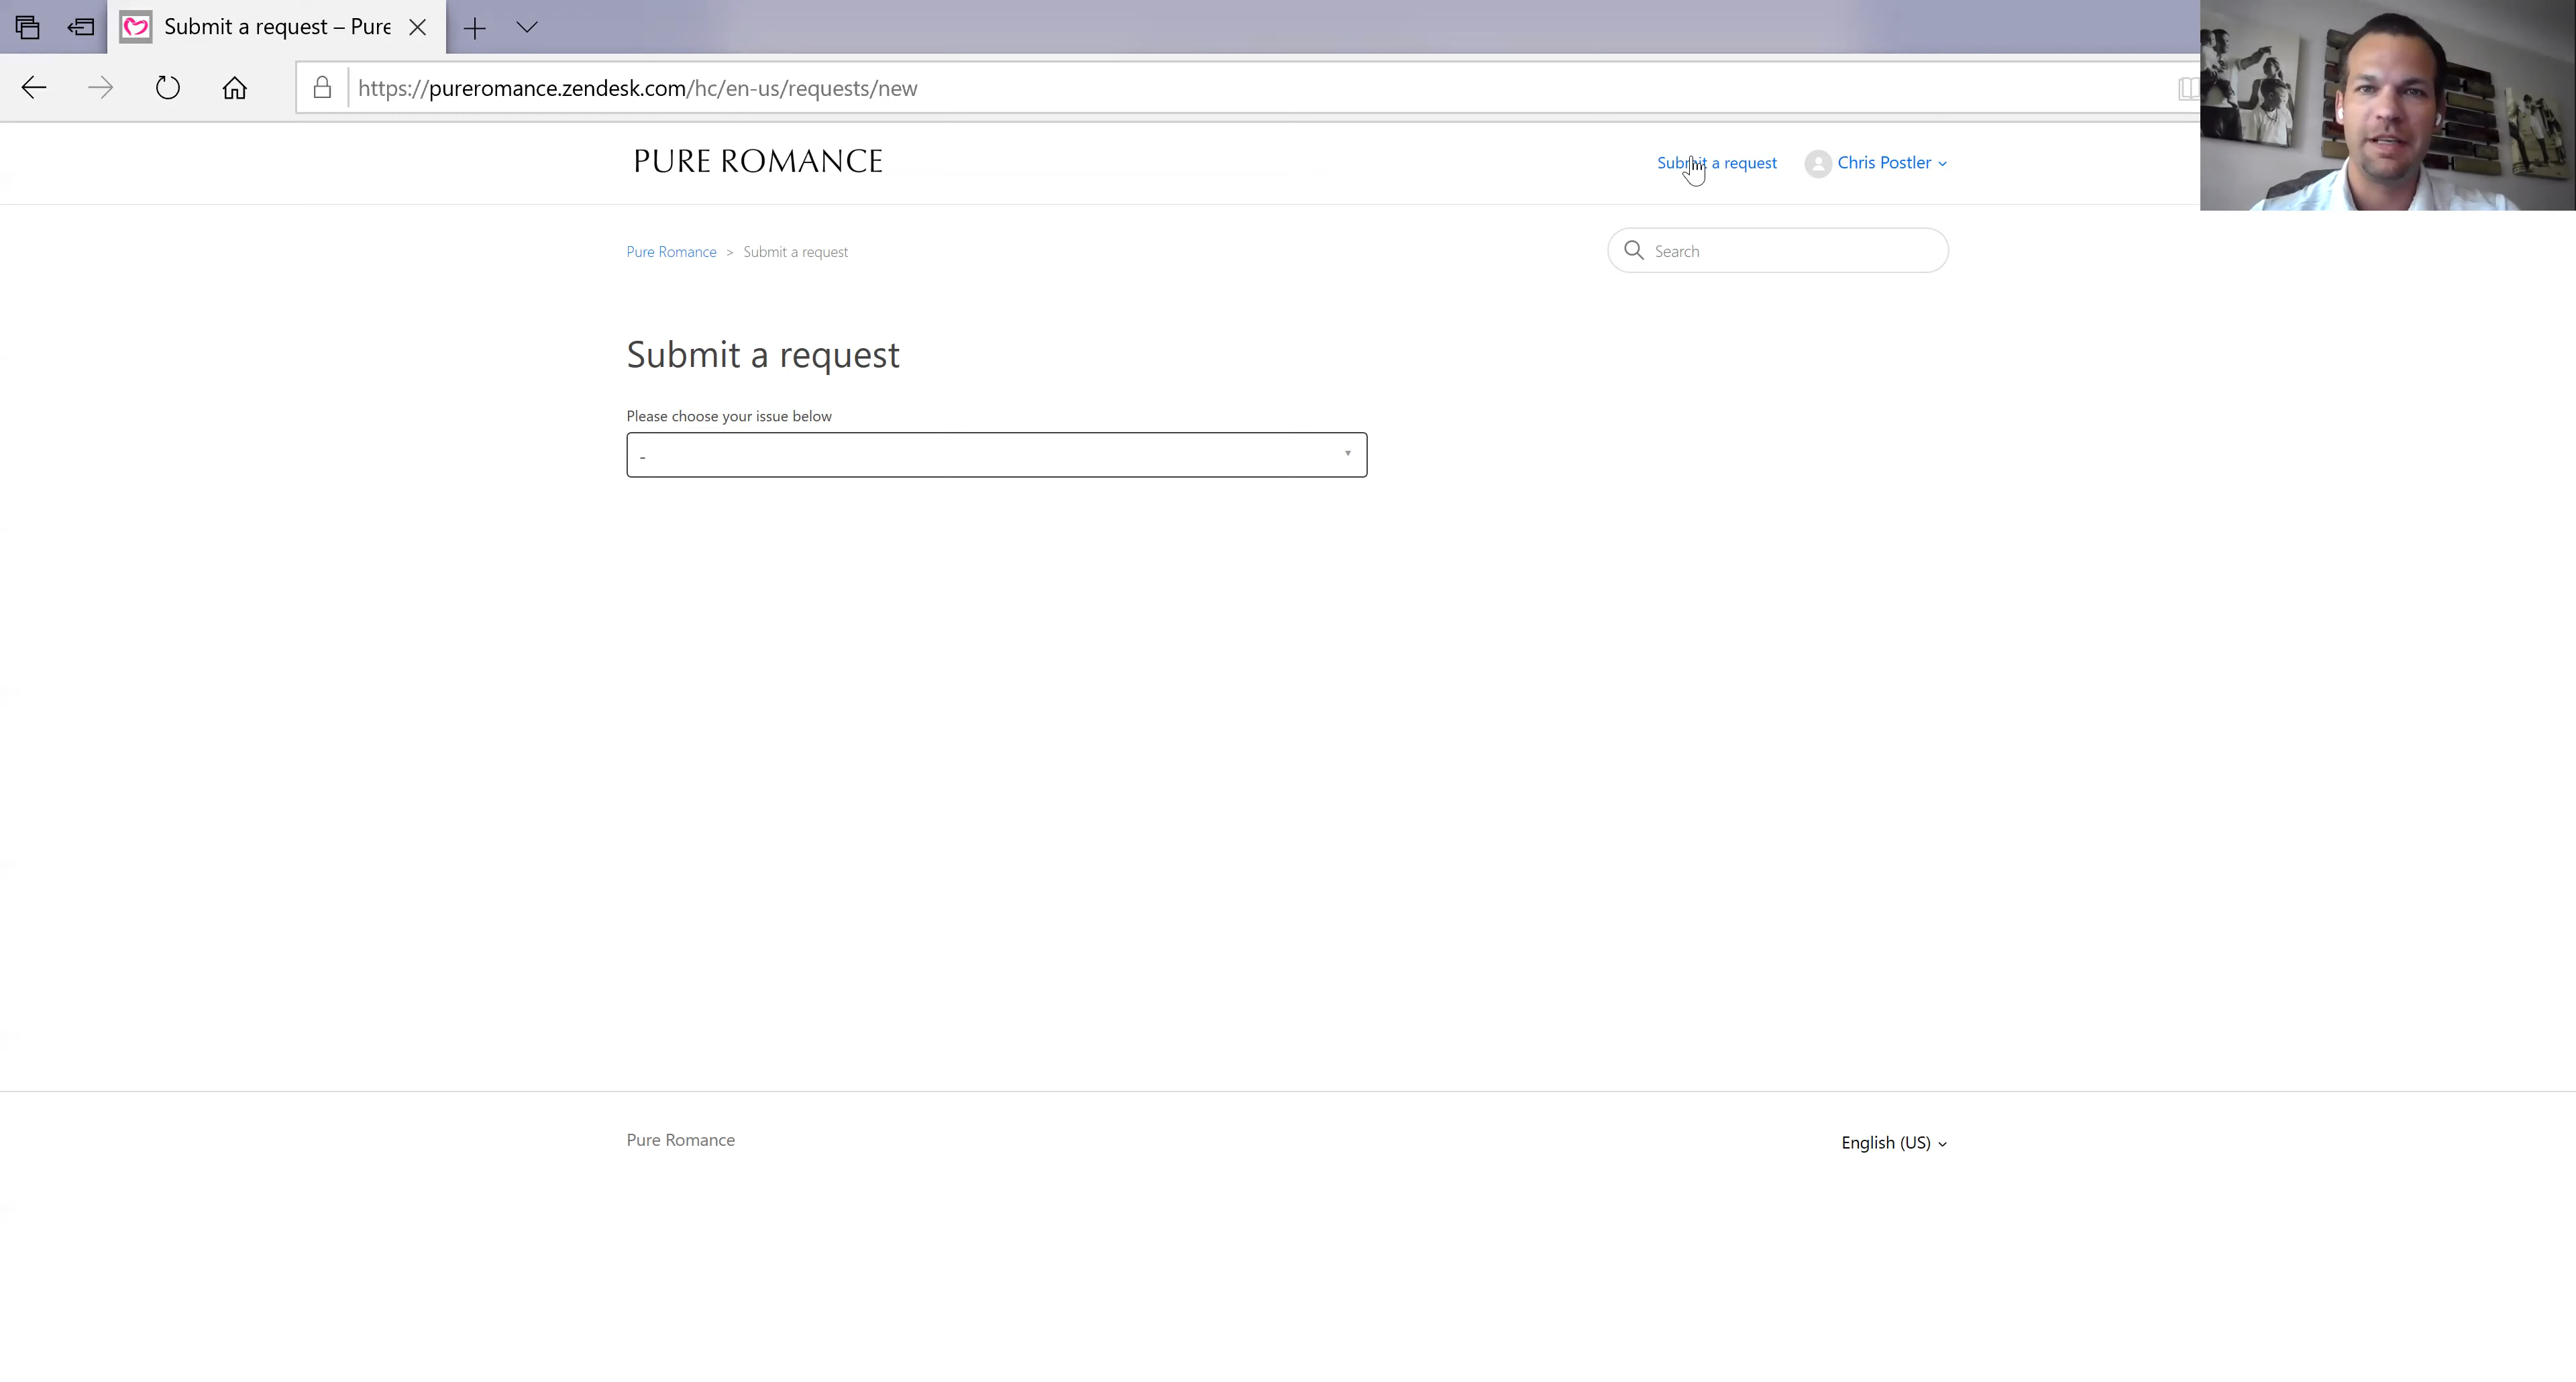 Submit a request – Pure
https://pureromance.zendesk.com/hc/en-us/requests/new
PURE ROMANCE
Submit a request
Chris Postler
Pure Romance > Submit a request
Search
Submit a request
Please choose your issue below
-
Pure Romance
English (US)